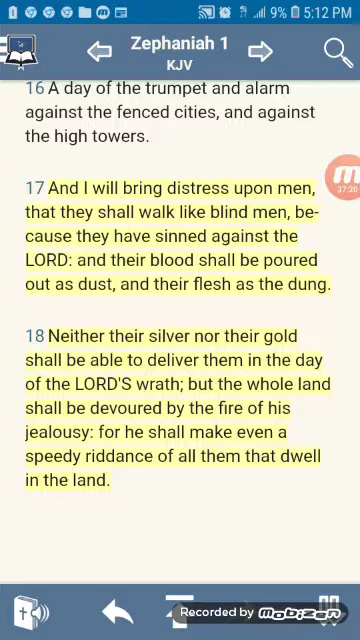 9% 5:12 PM
Zephaniah 1
KJV
16 A day of the trumpet and alarm
against the fenced cities, and against
the high towers.
37:20
17 And I will bring distress upon men,
that they shall walk like blind men, be-
cause they have sinned against the
LORD: and their blood shall be poured
out as dust, and their flesh as the dung.
18 Neither their silver nor their gold
shall be able to deliver them in the day
of the LORD'S wrath; but the whole land
shall be devoured by the fire of his
jealousy: for he shall make even a
speedy riddance of all them that dwell
in the land.
Recorded by mobizen